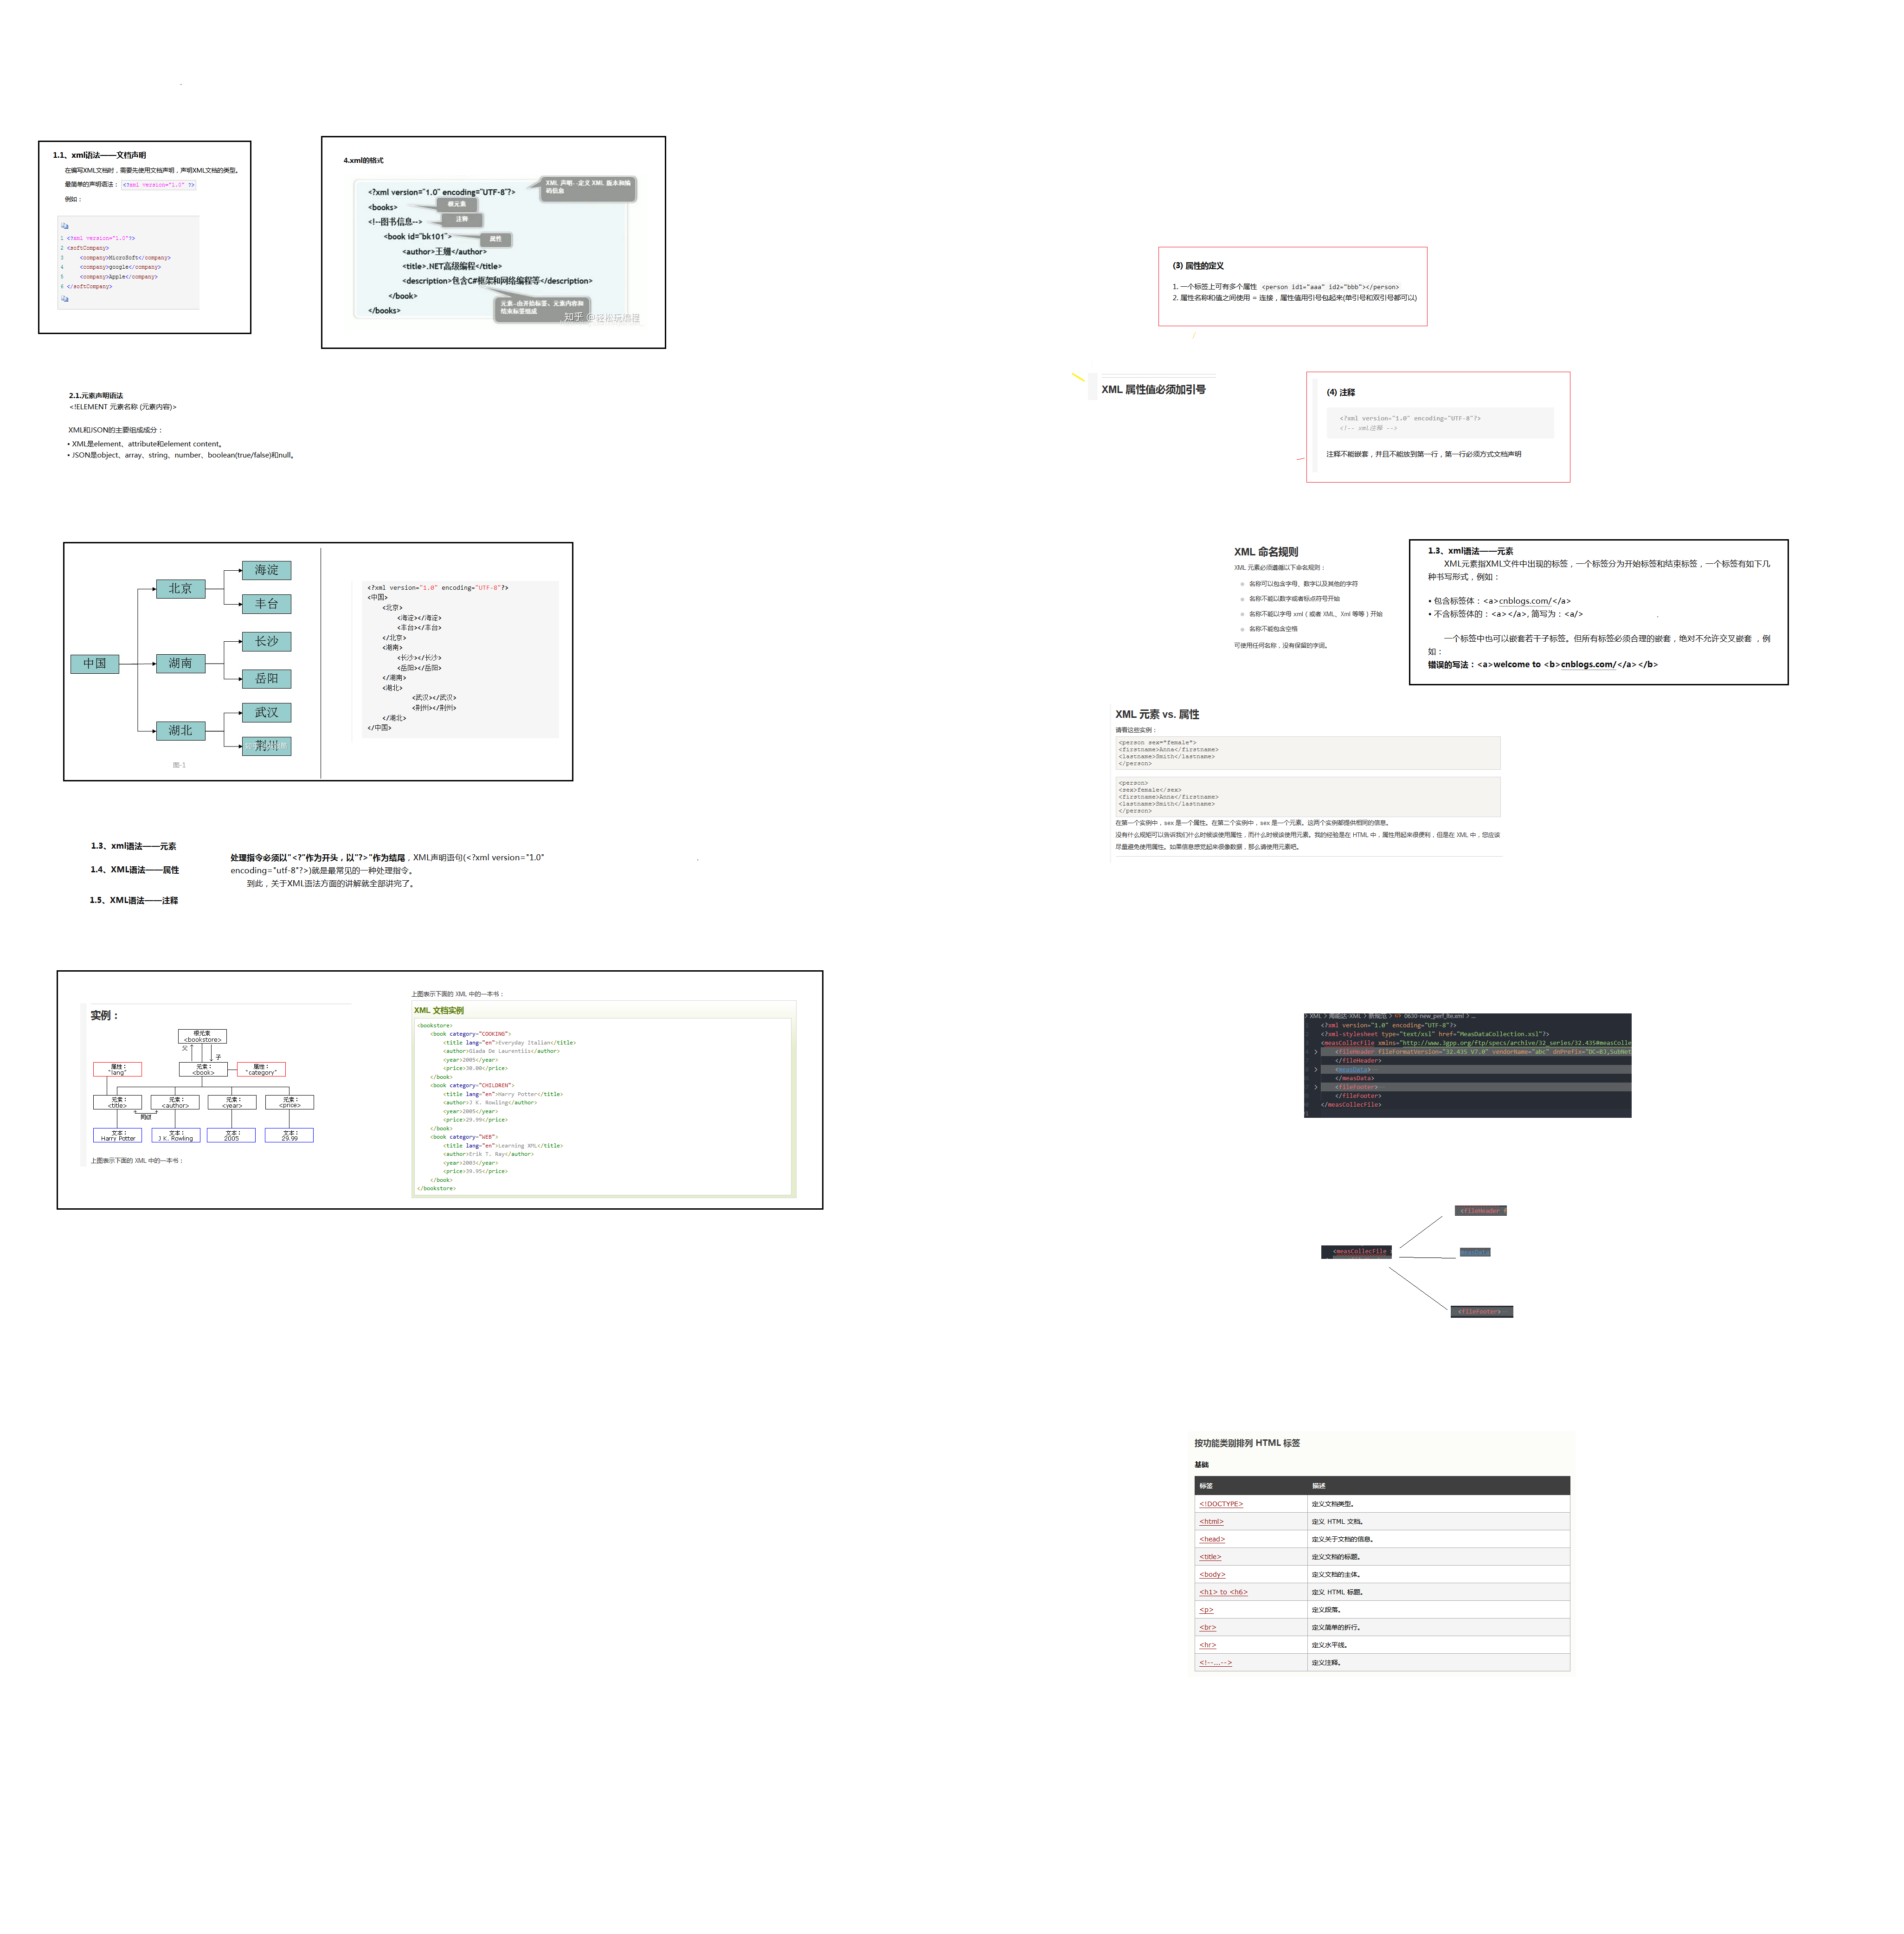 1.1、xml语法——文档声明
在编写XML文档时，需要先使用文档声明，声明XML文档的类型。
最简单的声明语法： <?xml version="1.0" ?>
例如：
1 <?xml version="1.0"?>
2 <softCompany>
3 <company>MicroSoft</company>
4 <company>google</company>
5 <company>Apple</company>
6 </softCompany>
4.xml的格式
<?xml version="1.0" encoding="UTF-8"?>
XML 声明--定义 XML 版本和编
码信息
<books>
根元素
<!--图书信息-->
注释
<book id="bk101">
属性
<author>王姗</author>
<title>.NET高级编程</title>
<description>包含C#框架和网络编程等</description>
</book>
</books>
元素--由开始标签、元素内容和
结束标签组成
知乎 @轻松玩编程
2.1.元素声明语法
<!ELEMENT 元素名称 (元素内容)>
XML和JSON的主要组成成分：
• XML是element、attribute和element content。
• JSON是object、array、string、number、boolean(true/false)和null。
中国
北京
海淀
丰台
湖南
长沙
岳阳
湖北
武汉
荆州
图-1
<?xml version="1.0" encoding="UTF-8"?>
<中国>
<北京>
<海淀></海淀>
<丰台></丰台>
</北京>
<湖南>
<长沙></长沙>
<岳阳></岳阳>
</湖南>
<湖北>
<武汉></武汉>
<荆州></荆州>
</湖北>
</中国>
1.3、xml语法——元素
1.4、XML语法——属性
1.5、XML语法——注释
处理指令必须以"<?"作为开头，以"?>"作为结尾，XML声明语句(<?xml version="1.0"
encoding="utf-8"?>)就是最常见的一种处理指令。
到此，关于XML语法方面的讲解就全部讲完了。
实例：
根元素
<bookstore>
父
子
属性：
"lang"
元素：
<book>
属性：
"category"
元素：
<title>
元素：
<author>
元素：
<year>
元素：
<price>
同胞
文本：
Harry Potter
文本：
J K. Rowling
文本：
2005
文本：
29.99
上图表示下面的 XML 中的一本书：
上图表示下面的 XML 中的一本书：
XML 文档实例
<bookstore>
<book category="COOKING">
<title lang="en">Everyday Italian</title>
<author>Giada De Laurentiis</author>
<year>2005</year>
<price>30.00</price>
</book>
<book category="CHILDREN">
<title lang="en">Harry Potter</title>
<author>J K. Rowling</author>
<year>2005</year>
<price>29.99</price>
</book>
<book category="WEB">
<title lang="en">Learning XML</title>
<author>Erik T. Ray</author>
<year>2003</year>
<price>39.95</price>
</book>
</bookstore>
(3) 属性的定义
1. 一个标签上可有多个属性 <person id1="aaa" id2="bbb"></person>
2. 属性名称和值之间使用 = 连接，属性值用引号包起来(单引号和双引号都可以)
XML 属性值必须加引号
(4) 注释
<?xml version="1.0" encoding="UTF-8"?>
<!-- xml注释 -->
注释不能嵌套，并且不能放到第一行，第一行必须方式文档声明
XML 命名规则
XML 元素必须遵循以下命名规则：
名称可以包含字母、数字以及其他的字符
名称不能以数字或者标点符号开始
名称不能以字母 xml（或者 XML、Xml 等等）开始
名称不能包含空格
可使用任何名称，没有保留的字词。
1.3、xml语法——元素
XML元素指XML文件中出现的标签，一个标签分为开始标签和结束标签，一个标签有如下几
种书写形式，例如：
• 包含标签体：<a>cnblogs.com/</a>
• 不含标签体的：<a></a>, 简写为：<a/>
一个标签中也可以嵌套若干子标签。但所有标签必须合理的嵌套，绝对不允许交叉嵌套 ，例
如：
错误的写法：<a>welcome to <b>cnblogs.com/</a></b>
XML 元素 vs. 属性
请看这些实例：
<person sex="female">
<firstname>Anna</firstname>
<lastname>Smith</lastname>
</person>
<person>
<sex>female</sex>
<firstname>Anna</firstname>
<lastname>Smith</lastname>
</person>
在第一个实例中，sex 是一个属性。在第二个实例中，sex 是一个元素。这两个实例都提供相同的信息。
没有什么规矩可以告诉我们什么时候该使用属性，而什么时候该使用元素。我的经验是在 HTML 中，属性用起来很便利，但是在 XML 中，您应该
尽量避免使用属性。如果信息感觉起来很像数据，那么请使用元素吧。
<?xml version="1.0" encoding="UTF-8"?>
<?xml-stylesheet type="text/xsl" href="MeasDataCollection.xsl"?>
<measCollecFile xmlns="http://www.3gpp.org/ftp/specs/archive/32_series/32.435#measColle
<fileHeader fileFormatVersion="32.435 V7.0" vendorName="abc" dnPrefix="DC=BJ,SubNet
</fileHeader>
<measData>
</measData>
<fileFooter>
</fileFooter>
</measCollecFile>
<fileHeader
<measCollecFile
measData
<fileFooter>
按功能类别排列 HTML 标签
基础
标签 描述
<!DOCTYPE> 定义文档类型。
<html> 定义 HTML 文档。
<head> 定义关于文档的信息。
<title> 定义文档的标题。
<body> 定义文档的主体。
<h1> to <h6> 定义 HTML 标题。
<p> 定义段落。
<br> 定义简单的折行。
<hr> 定义水平线。
<!--...--> 定义注释。